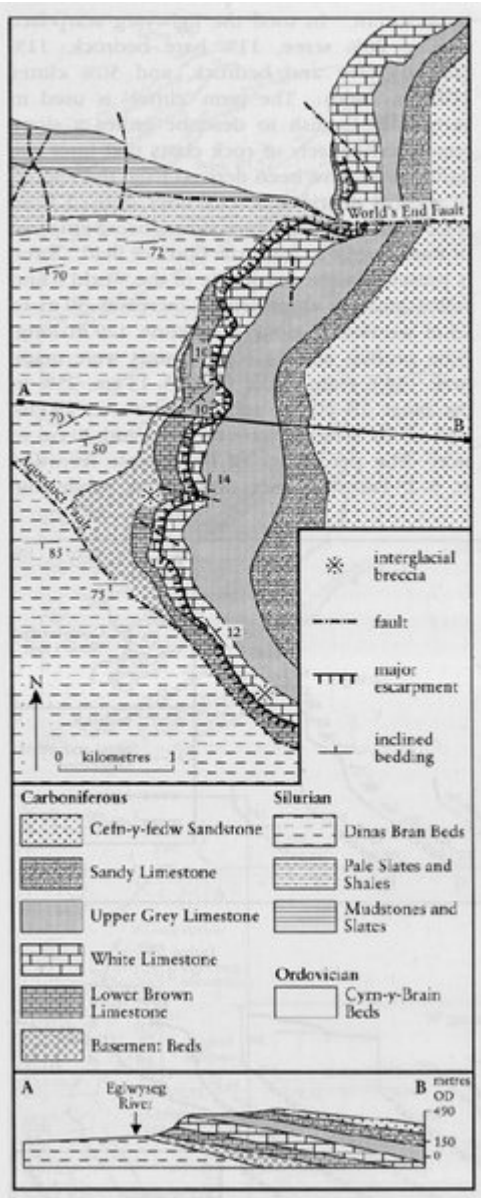 World's End Fault
72
70
10
A
10
B
70
50
14
Aqueduct Fault
85
75
12
N
0 kilometres 1
interglacial
breccia
fault
major
escarpment
inclined
bedding
Carboniferous
Cefn-y-fedw Sandstone
Sandy Limestone
Upper Grey Limestone
White Limestone
Lower Brown
Limestone
Basement Beds
Silurian
Dinas Bran Beds
Pale Slates and
Shales
Mudstones and
Slates
Ordovician
Cyrn-y-Brain
Beds
A
Eglwyseg
River
B
metres
OD
490
150
0